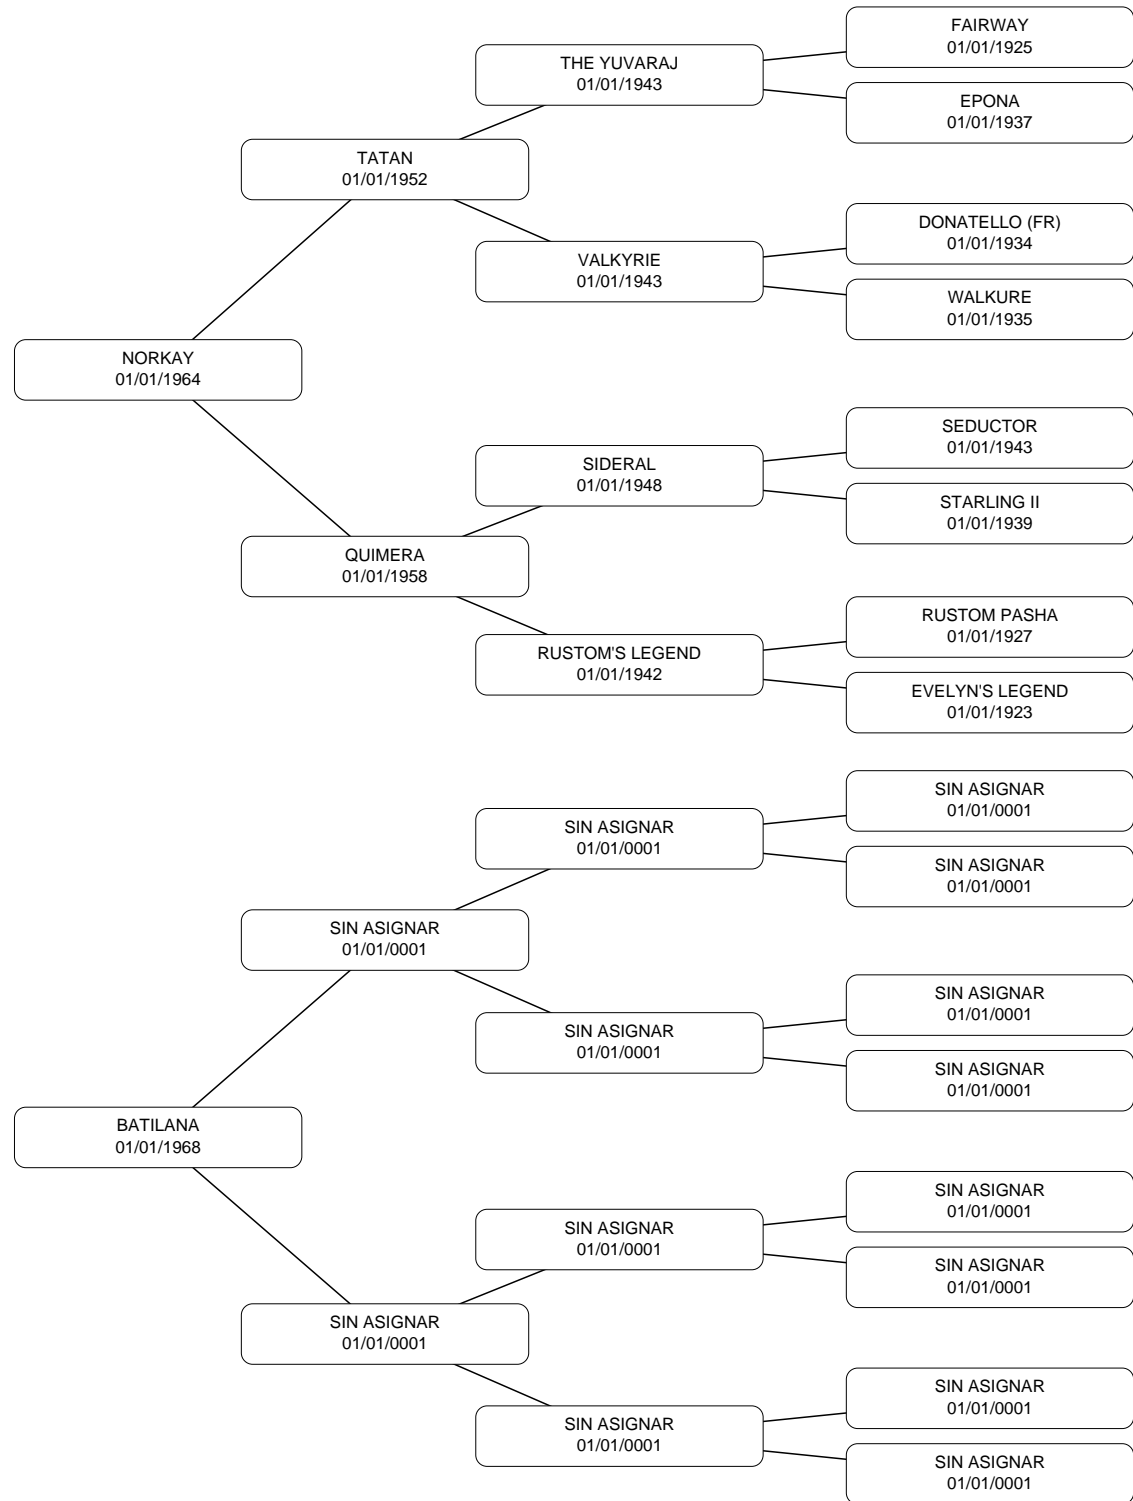 FAIRWAY
01/01/1925
THE YUVARAJ
01/01/1943
EPONA
01/01/1937
TATAN
01/01/1952
DONATELLO (FR)
01/01/1934
VALKYRIE
01/01/1943
WALKURE
01/01/1935
NORKAY
01/01/1964
SEDUCTOR
01/01/1943
SIDERAL
01/01/1948
STARLING II
01/01/1939
QUIMERA
01/01/1958
RUSTOM PASHA
01/01/1927
RUSTOM'S LEGEND
01/01/1942
EVELYN'S LEGEND
01/01/1923
SIN ASIGNAR
01/01/0001
SIN ASIGNAR
01/01/0001
SIN ASIGNAR
01/01/0001
SIN ASIGNAR
01/01/0001
SIN ASIGNAR
01/01/0001
SIN ASIGNAR
01/01/0001
SIN ASIGNAR
01/01/0001
BATILANA
01/01/1968
SIN ASIGNAR
01/01/0001
SIN ASIGNAR
01/01/0001
SIN ASIGNAR
01/01/0001
SIN ASIGNAR
01/01/0001
SIN ASIGNAR
01/01/0001
SIN ASIGNAR
01/01/0001
SIN ASIGNAR
01/01/0001